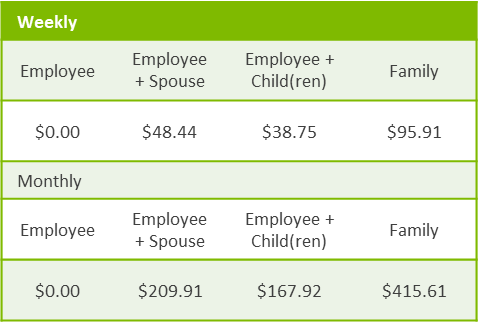 Weekly
Employee
Employee + Spouse
Employee + Child(ren)
Family
$0.00 $48.44 $38.75 $95.91
Monthly
Employee
Employee + Spouse
Employee + Child(ren)
Family
$0.00 $209.91 $167.92 $415.61